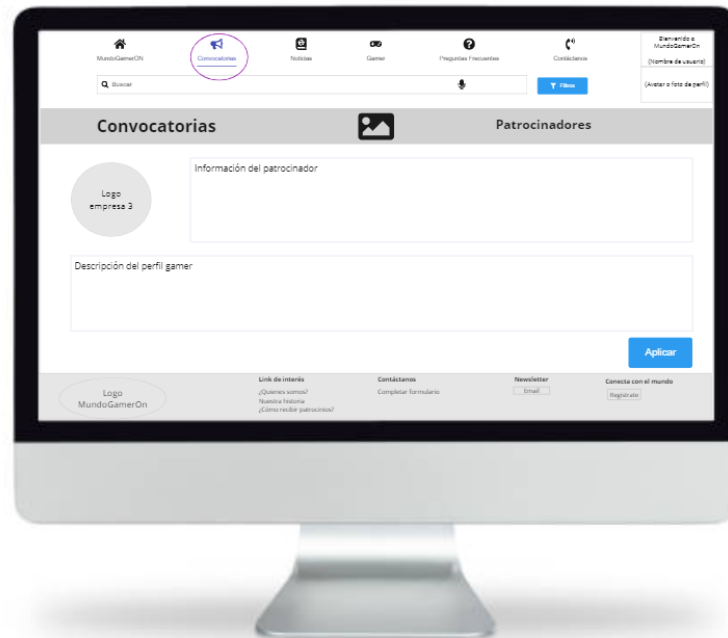 MundoGamerON
Convocatorias
Noticias
Gamer
Preguntas Frecuentes
Contáctanos
Bienvenido a
MundoGamerOn
(Nombre de usuario)
Buscar
Filtros
(Avatar o foto de perfil)
Convocatorias
Patrocinadores
Logo
empresa 3
Información del patrocinador
Descripción del perfil gamer
Aplicar
Logo
MundoGamerOn
Link de interés
¿Quienes somos?
Nuestra historia
¿Cómo recibir patrocinios?
Contáctanos
Completar formulario
Newsletter
Email
Conecta con el mundo
Regístrate